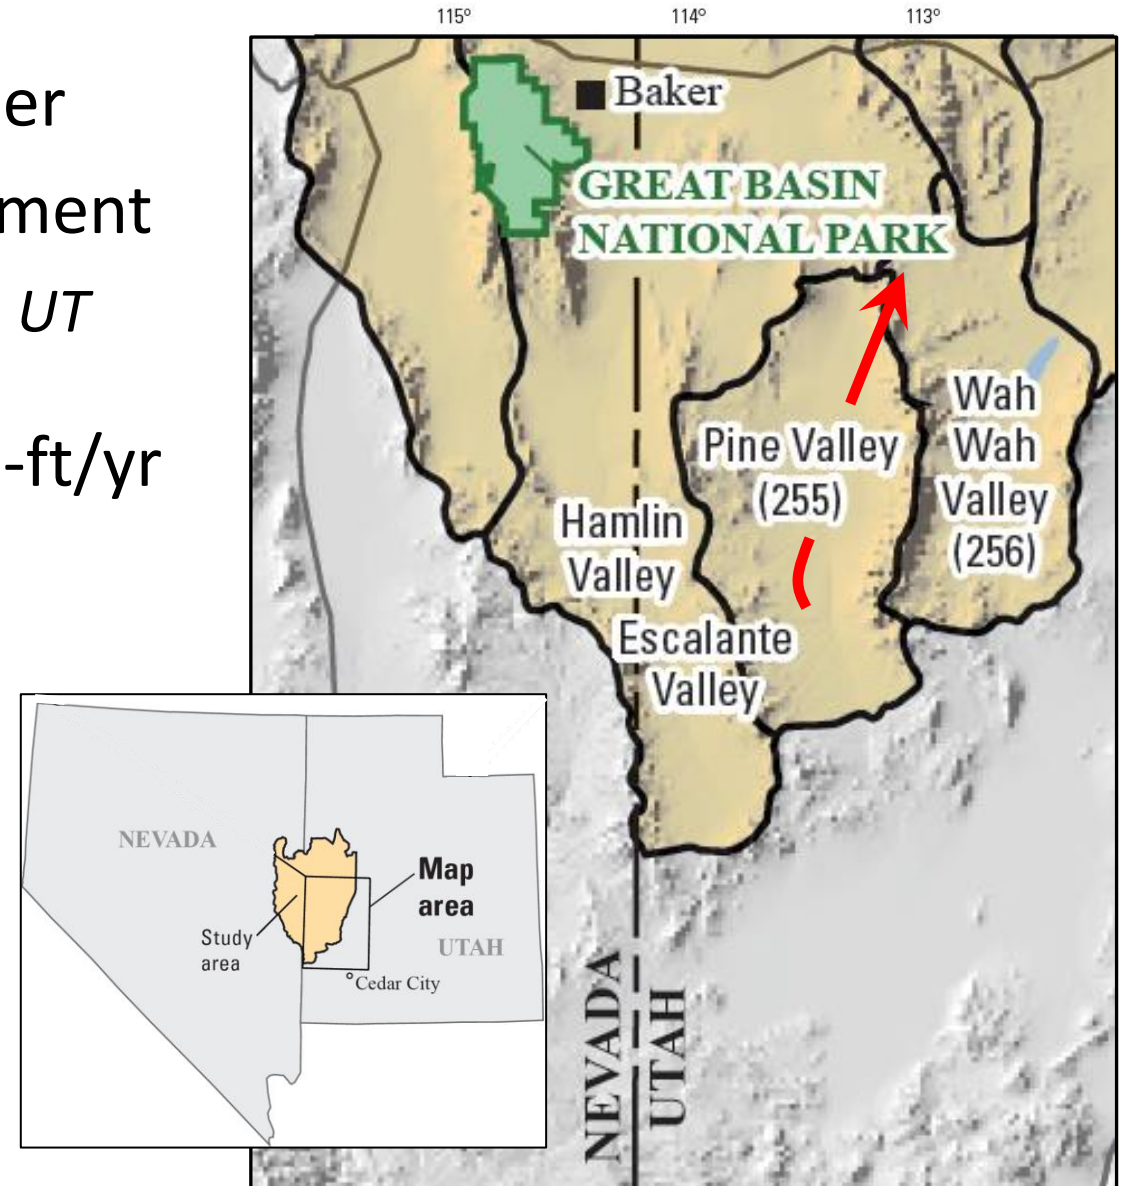 115°
114°
113°
er
ment
UT
-ft/yr
Baker
GREAT BASIN
NATIONAL PARK
Wah
Wah
Valley
(256)
Pine Valley
(255)
Hamlin
Valley
Escalante
Valley
NEVADA
UTAH
NEVADA
Map
area
Study
area
UTAH
Cedar City